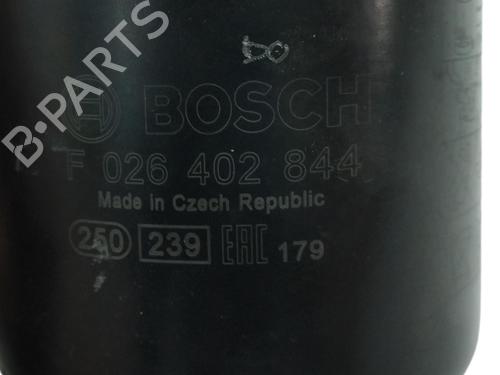 B-PARTS
BOSCH
F 026 402 844
Made in Czech Republic
250 239 EAC 179